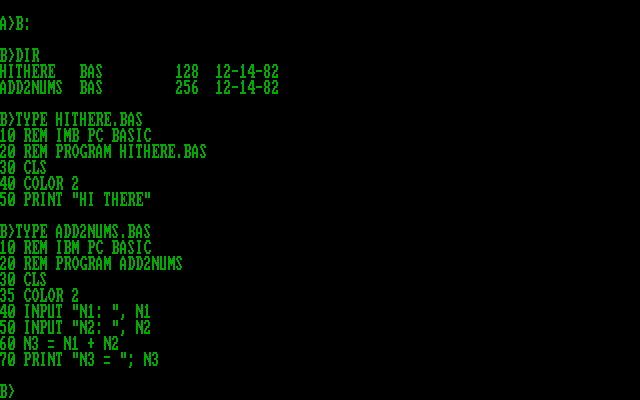 A>B:
B>DIR
HITHERE   BAS         128  12-14-82
ADD2NUMS  BAS         256  12-14-82
B>TYPE HITHERE.BAS
10 REM IMB PC BASIC
20 REM PROGRAM HITHERE.BAS
30 CLS
40 COLOR 2
50 PRINT "HI THERE"
B>TYPE ADD2NUMS.BAS
10 REM IBM PC BASIC
20 REM PROGRAM ADD2NUMS
30 CLS
35 COLOR 2
40 INPUT "N1: ", N1
50 INPUT "N2: ", N2
60 N3 = N1 + N2
70 PRINT "N3 = "; N3
B>